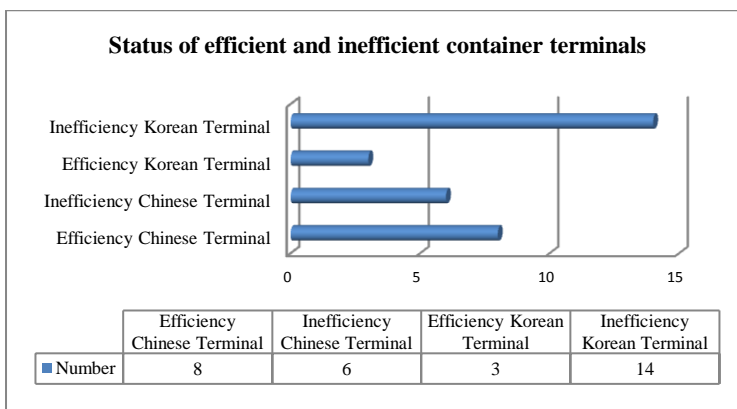 Status of efficient and inefficient container terminals
Inefficiency Korean Terminal
Efficiency Korean Terminal
Inefficiency Chinese Terminal
Efficiency Chinese Terminal
0 5 10 15
Efficiency Inefficiency Efficiency Korean Inefficiency
Chinese Terminal Chinese Terminal Terminal Korean Terminal
Number 8 6 3 14